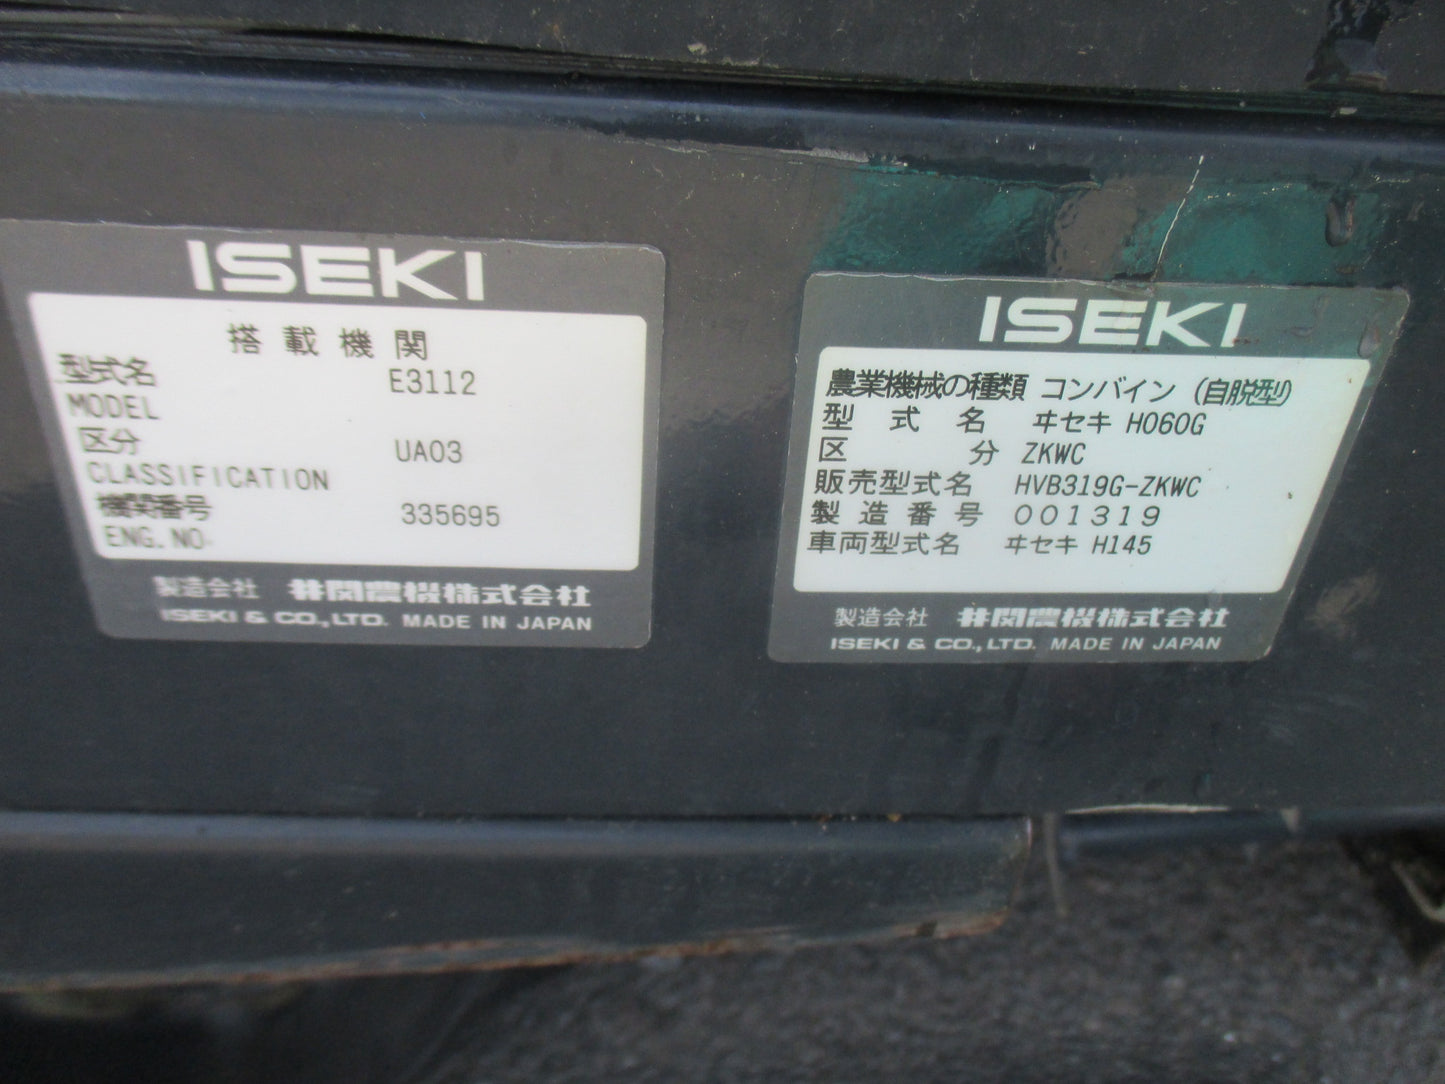 ISEKI
搭載機関
型式名 E3112
MODEL
区分 UA03
CLASSIFICATION
機関番号 335695
ENG. NO
製造会社 井関農機株式会社
ISEKI & CO., LTD. MADE IN JAPAN
ISEKI
農業機械の種類 コンバイン (自脱型)
型式名 ヰセキ HO60G
区分 ZKWC
販売型式名 HVB319G-ZKWC
製造番号 001319
車両型式名 ヰセキ H145
製造会社 井関農機株式会社
ISEKI & CO., LTD. MADE IN JAPAN